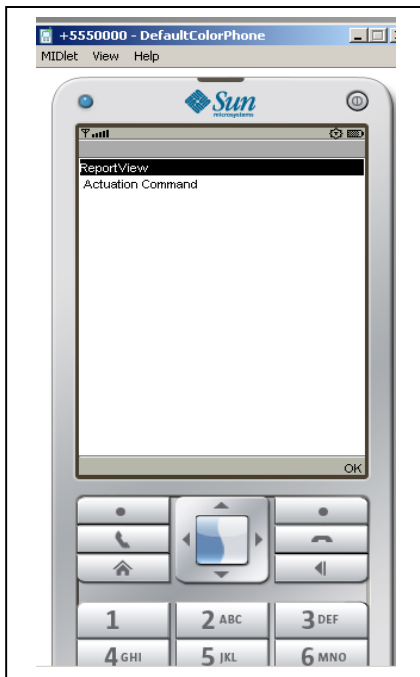 +5550000 - DefaultColorPhone
MIDlet View Help
Sun
microsystems
ReportView
Actuation Command
OK
1 2 ABC 3 DEF
4 GHI 5 JKL 6 MNO